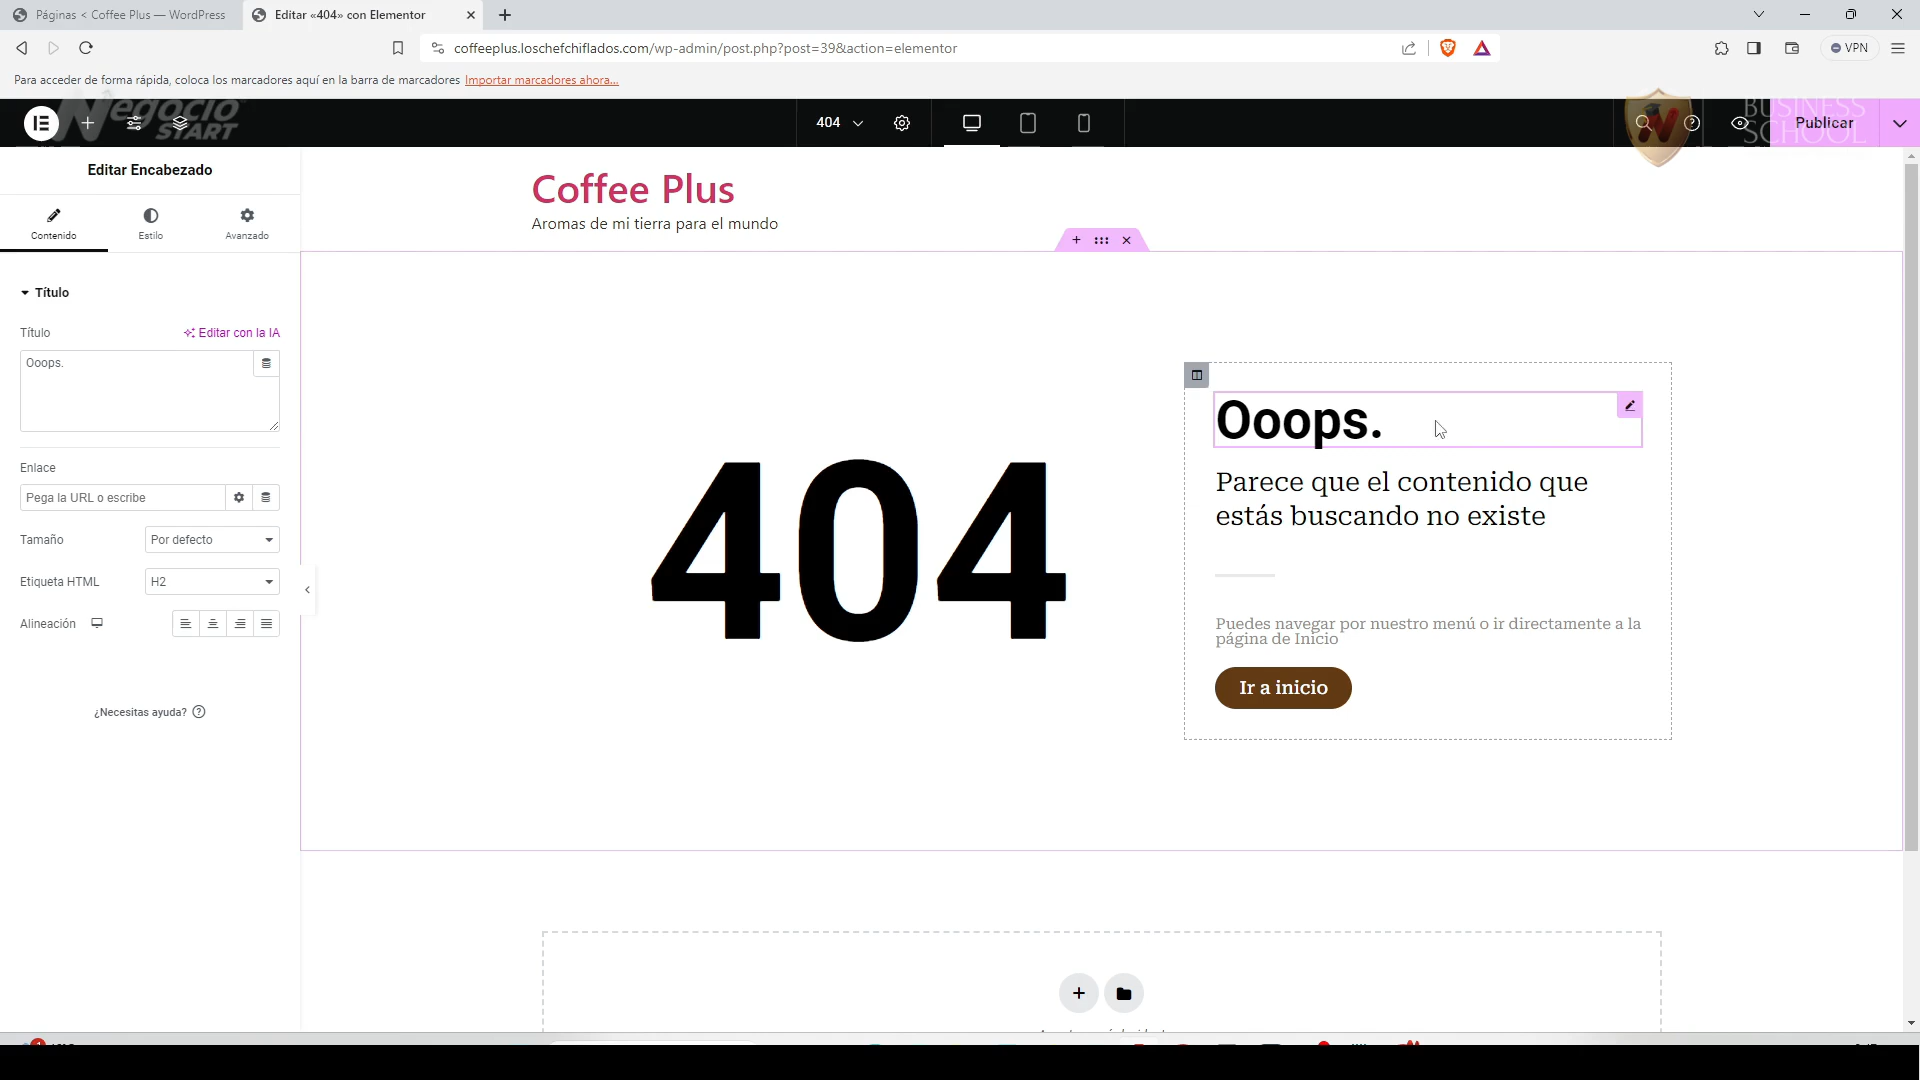 Páginas < Coffee Plus — WordPress
Editar «404» con Elementor
coffeeplus.loschefchiflados.com/wp-admin/post.php?post=39&action=elementor
VPN
Para acceder de forma rápida, coloca los marcadores aquí en la barra de marcadores Importar marcadores ahora...
Negocio
START
404
BUSINESS
SCHOOL
Publicar
Editar Encabezado
Contenido
Estilo
Avanzado
Título
Título
Editar con la IA
Ooops.
Enlace
Pega la URL o escribe
Tamaño
Por defecto
Etiqueta HTML
H2
Alineación
¿Necesitas ayuda?
Coffee Plus
Aromas de mi tierra para el mundo
404
Ooops.
Parece que el contenido que
estás buscando no existe
Puedes navegar por nuestro menú o ir directamente a la
página de Inicio
Ir a inicio